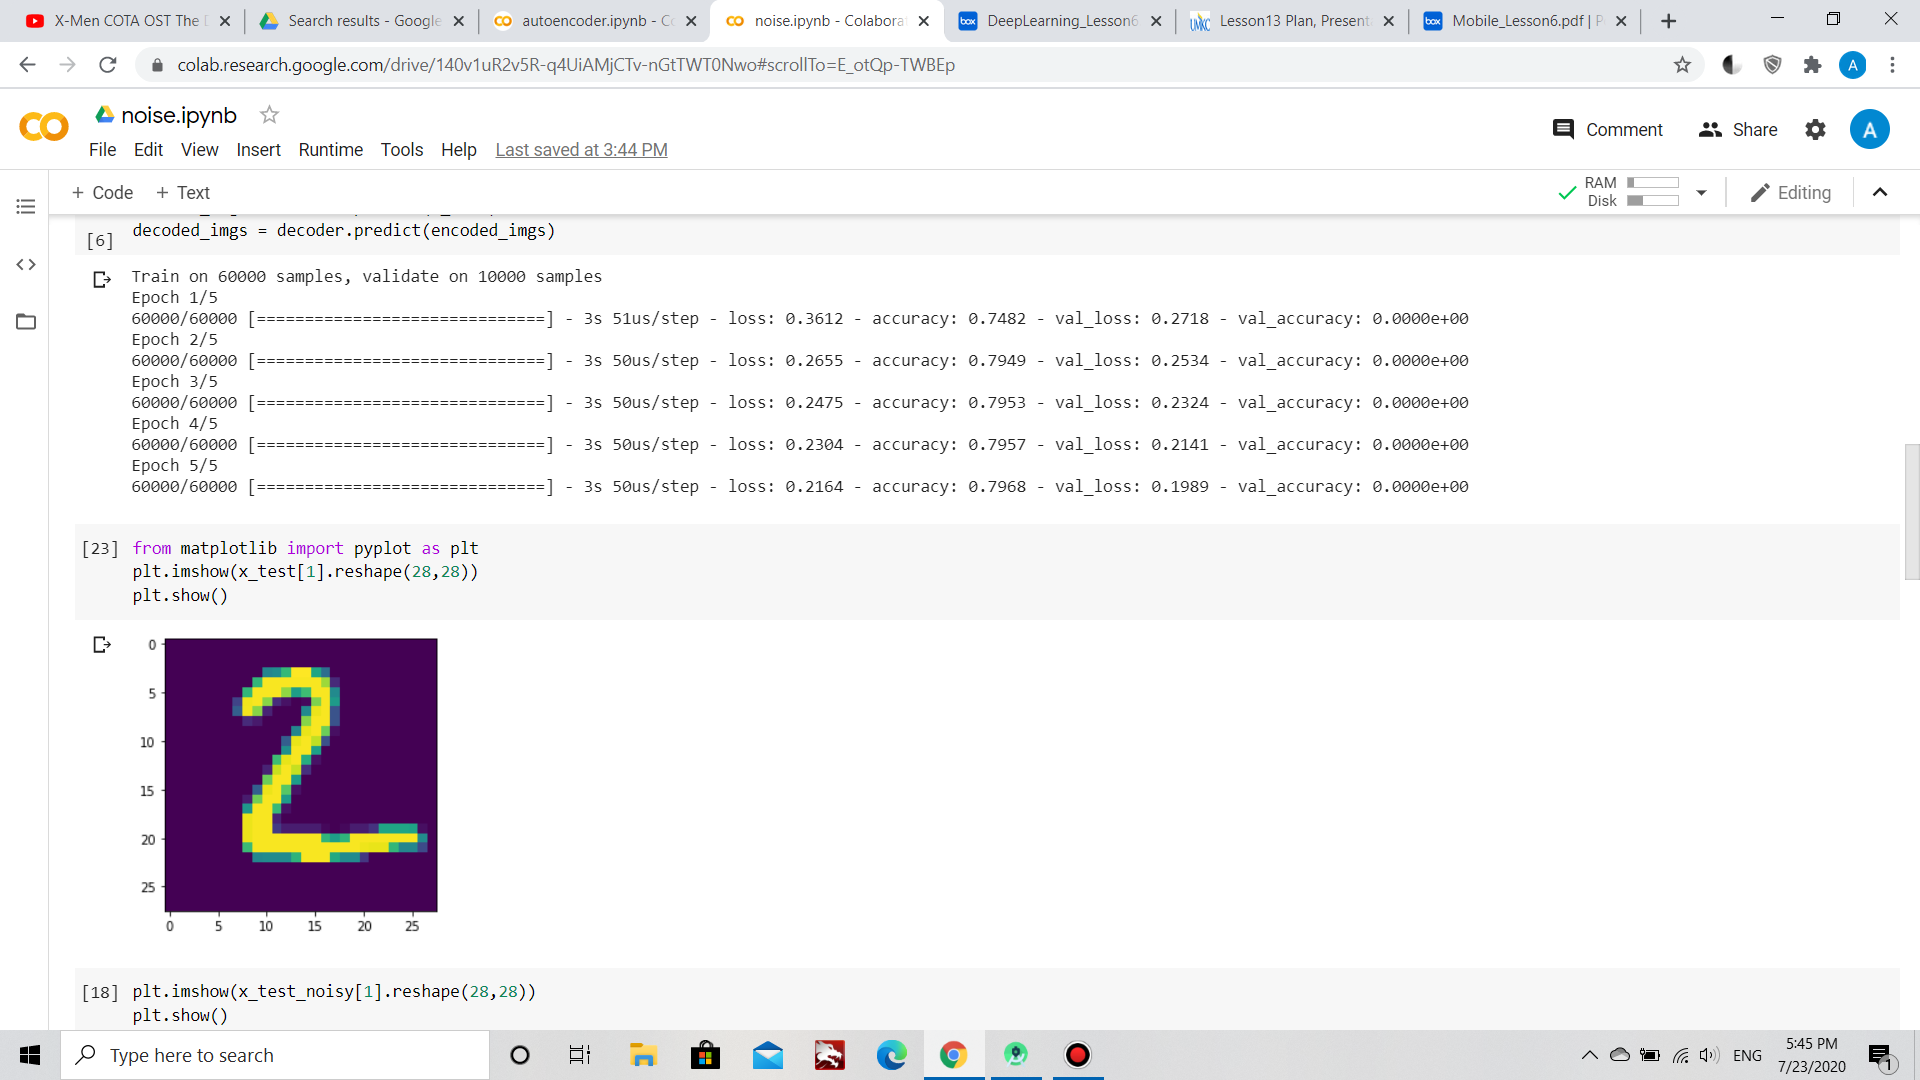 X-Men COTA OST The
Search results - Google
autoencoder.ipynb - Co
noise.ipynb - Colaborat
DeepLearning_Lesson6
Lesson13 Plan, Present
Mobile_Lesson6.pdf | P
colab.research.google.com/drive/140v1uR2v5R-q4UiAMjCTv-nGtTWT0Nwo#scrollTo=E_otQp-TWBEp
A
noise.ipynb
Comment
Share
A
File Edit View Insert Runtime Tools Help Last saved at 3:44 PM
+ Code + Text
RAM
Disk
Editing
[6]
decoded_imgs = decoder.predict(encoded_imgs)
Train on 60000 samples, validate on 10000 samples
Epoch 1/5
60000/60000 [==============================] - 3s 51us/step - loss: 0.3612 - accuracy: 0.7482 - val_loss: 0.2718 - val_accuracy: 0.0000e+00
Epoch 2/5
60000/60000 [==============================] - 3s 50us/step - loss: 0.2655 - accuracy: 0.7949 - val_loss: 0.2534 - val_accuracy: 0.0000e+00
Epoch 3/5
60000/60000 [==============================] - 3s 50us/step - loss: 0.2475 - accuracy: 0.7953 - val_loss: 0.2324 - val_accuracy: 0.0000e+00
Epoch 4/5
60000/60000 [==============================] - 3s 50us/step - loss: 0.2304 - accuracy: 0.7957 - val_loss: 0.2141 - val_accuracy: 0.0000e+00
Epoch 5/5
60000/60000 [==============================] - 3s 50us/step - loss: 0.2164 - accuracy: 0.7968 - val_loss: 0.1989 - val_accuracy: 0.0000e+00
[23] from matplotlib import pyplot as plt
plt.imshow(x_test[1].reshape(28,28))
plt.show()
0
5
10
15
20
25
0 5 10 15 20 25
[18] plt.imshow(x_test_noisy[1].reshape(28,28))
plt.show()
Type here to search
ENG
5:45 PM
7/23/2020
1